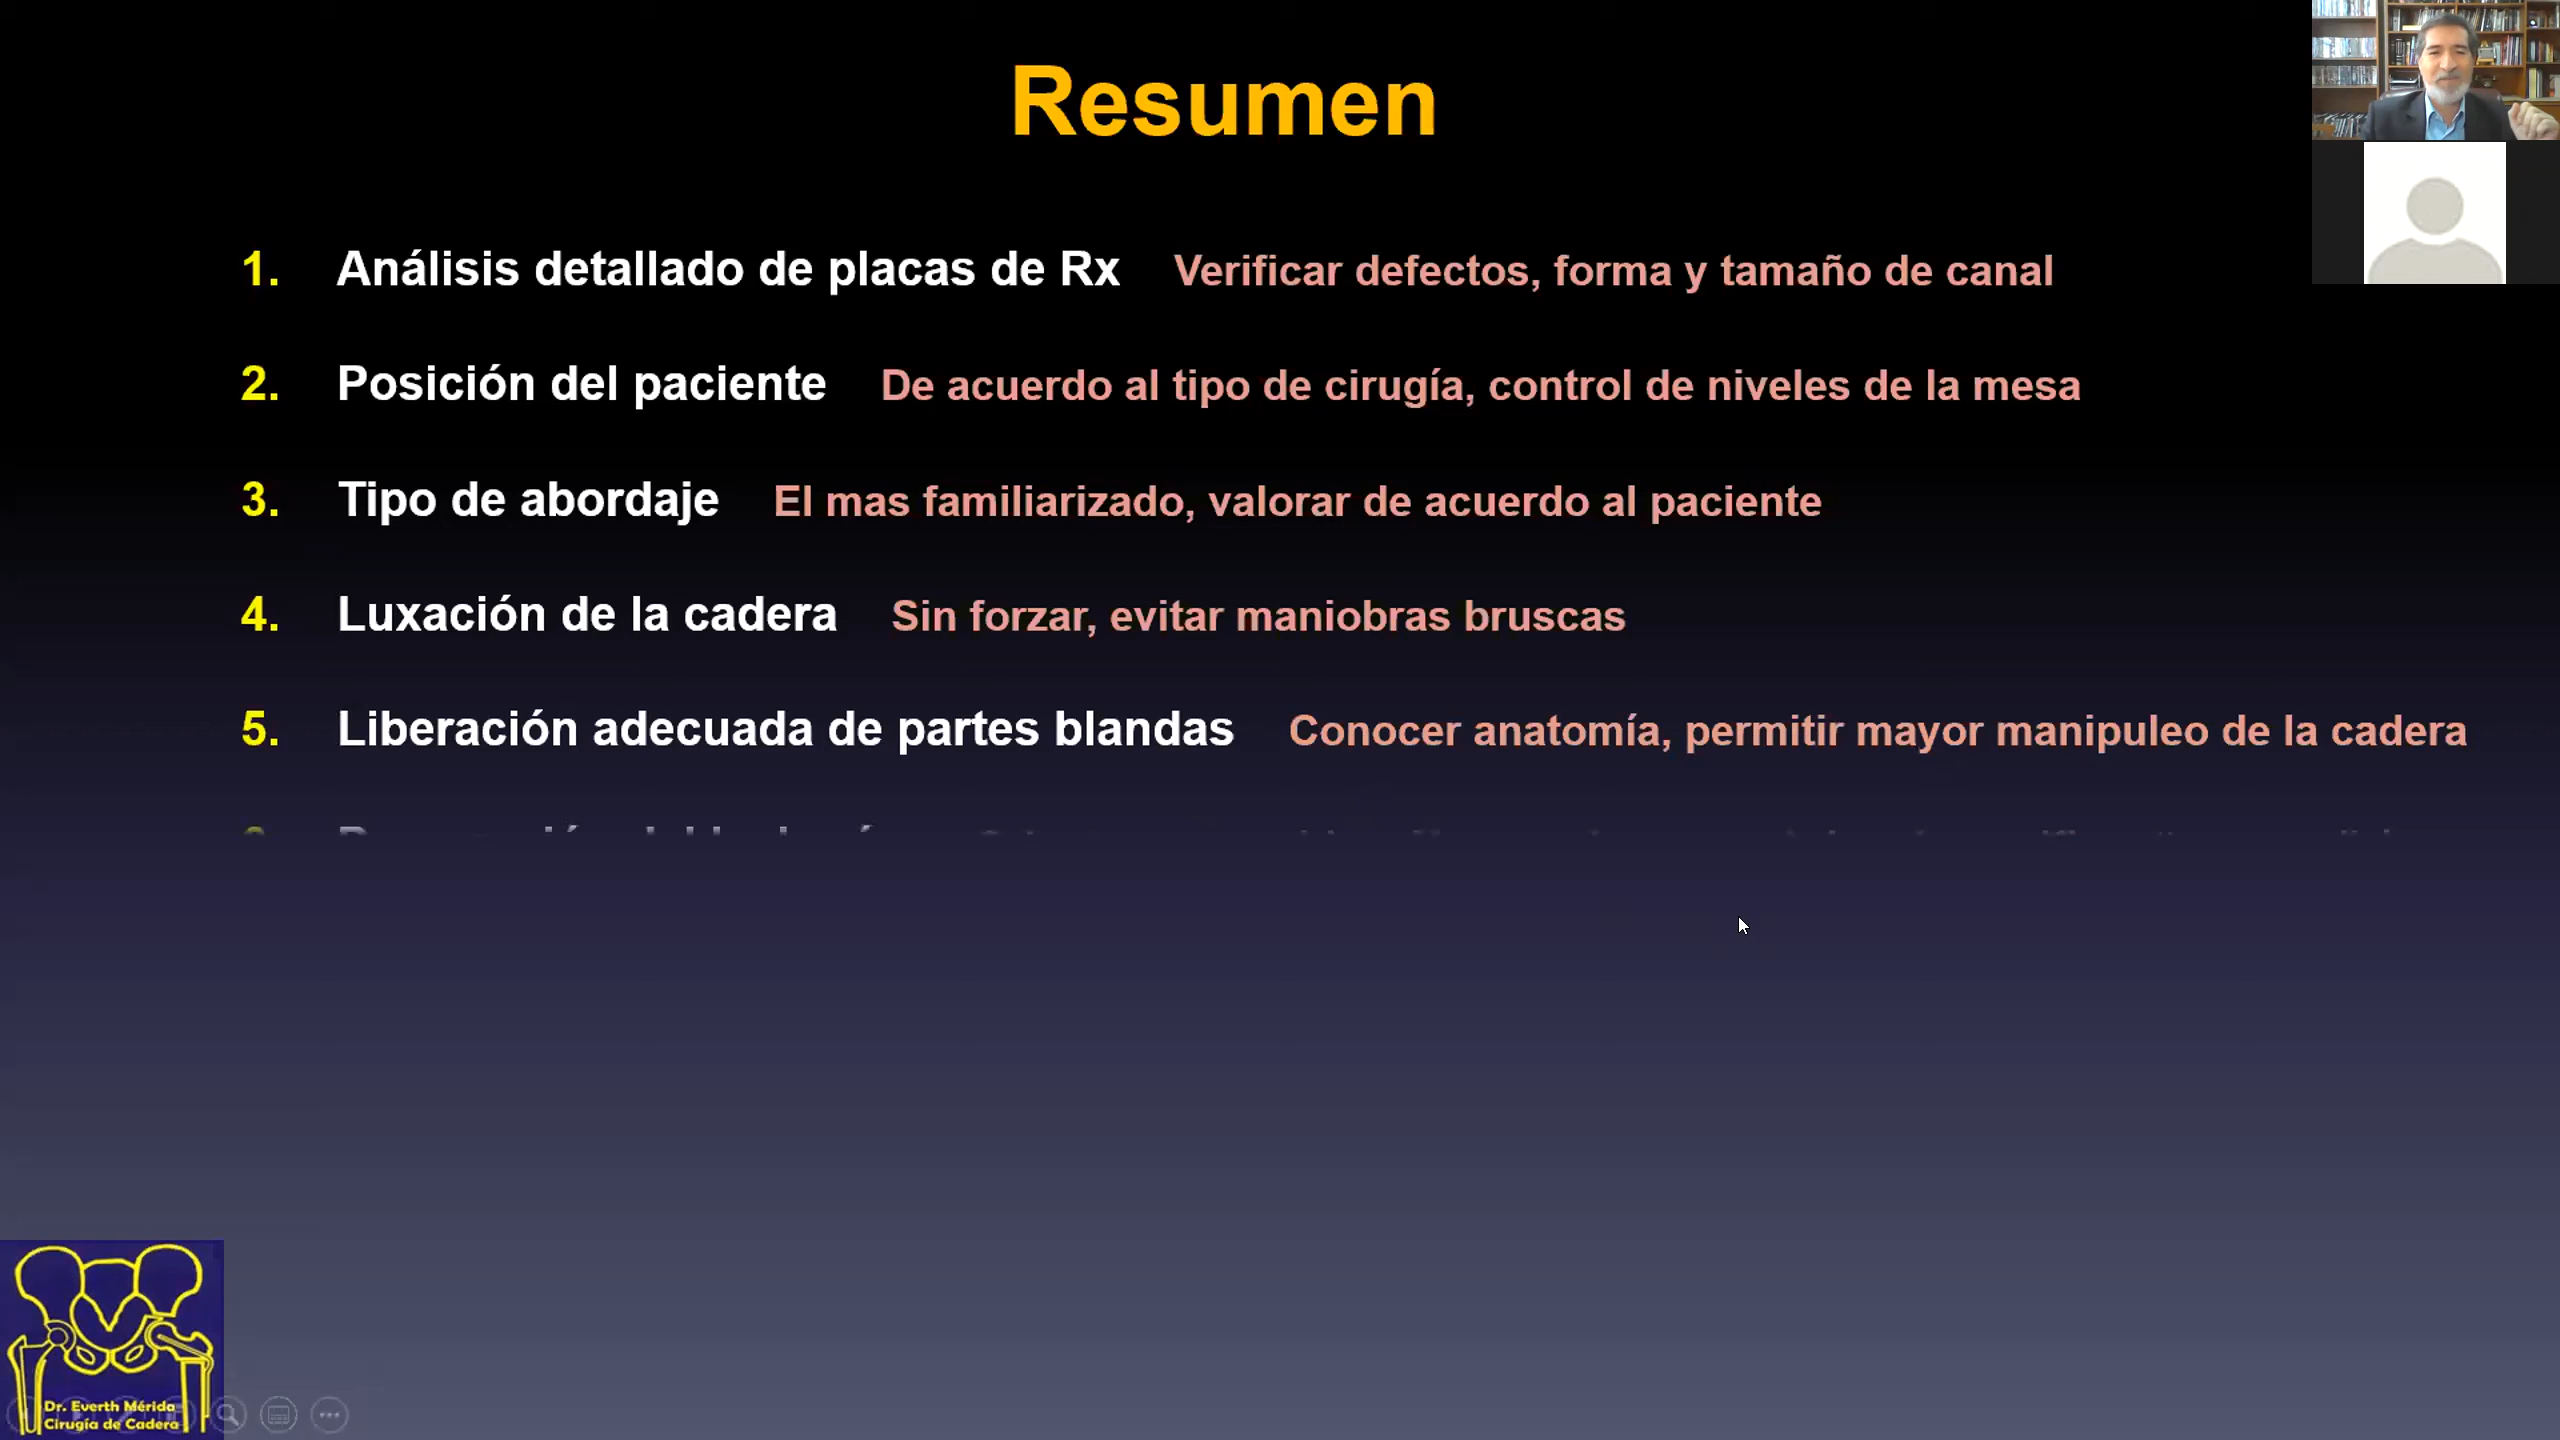 Resumen
1. Análisis detallado de placas de Rx Verificar defectos, forma y tamaño de canal
2. Posición del paciente De acuerdo al tipo de cirugía, control de niveles de la mesa
3. Tipo de abordaje El mas familiarizado, valorar de acuerdo al paciente
4. Luxación de la cadera Sin forzar, evitar maniobras bruscas
5. Liberación adecuada de partes blandas Conocer anatomía, permitir mayor manipuleo de la cadera
Dr. Everth Mérida
Cirugía de Cadera